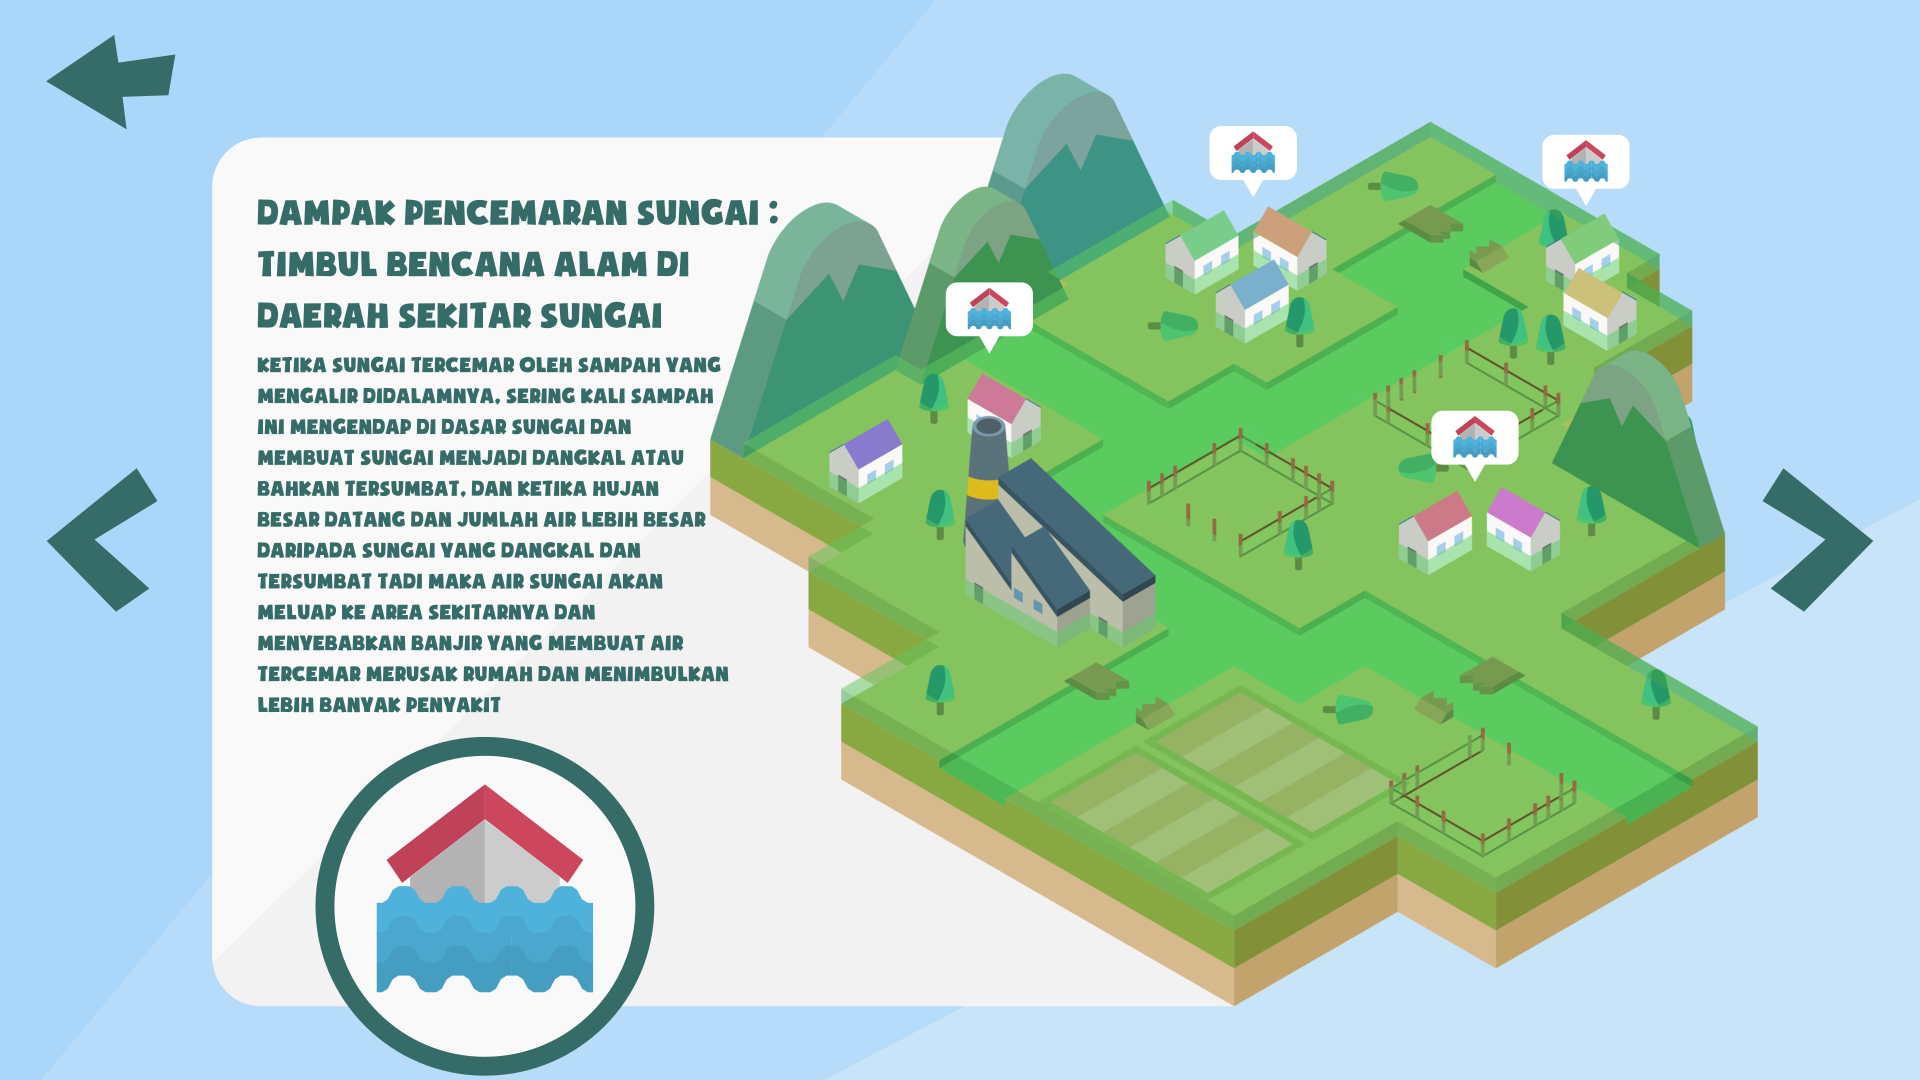 DAMPAK PENCEMARAN SUNGAI :
TIMBUL BENCANA ALAM DI
DAERAH SEKITAR SUNGAI
KETIKA SUNGAI TERCEMAR OLEH SAMPAH YANG
MENGALIR DIDALAMNYA, SERING KALI SAMPAH
INI MENGENDAP DI DASAR SUNGAI DAN
MEMBUAT SUNGAI MENJADI DANGKAL ATAU
BAHKAN TERSUMBAT, DAN KETIKA HUJAN
BESAR DATANG DAN JUMLAH AIR LEBIH BESAR
DARIPADA SUNGAI YANG DANGKAL DAN
TERSUMBAT TADI MAKA AIR SUNGAI AKAN
MELUAP KE AREA SEKITARNYA DAN
MENYEBABKAN BANJIR YANG MEMBUAT AIR
TERCEMAR MERUSAK RUMAH DAN MENIMBULKAN
LEBIH BANYAK PENYAKIT